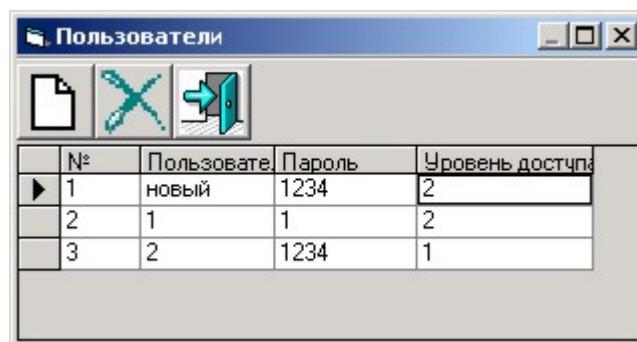 Пользователи
№ Пользовате. Пароль Уровень доступа
1 новый 1234 2
2 1 1 2
3 2 1234 1